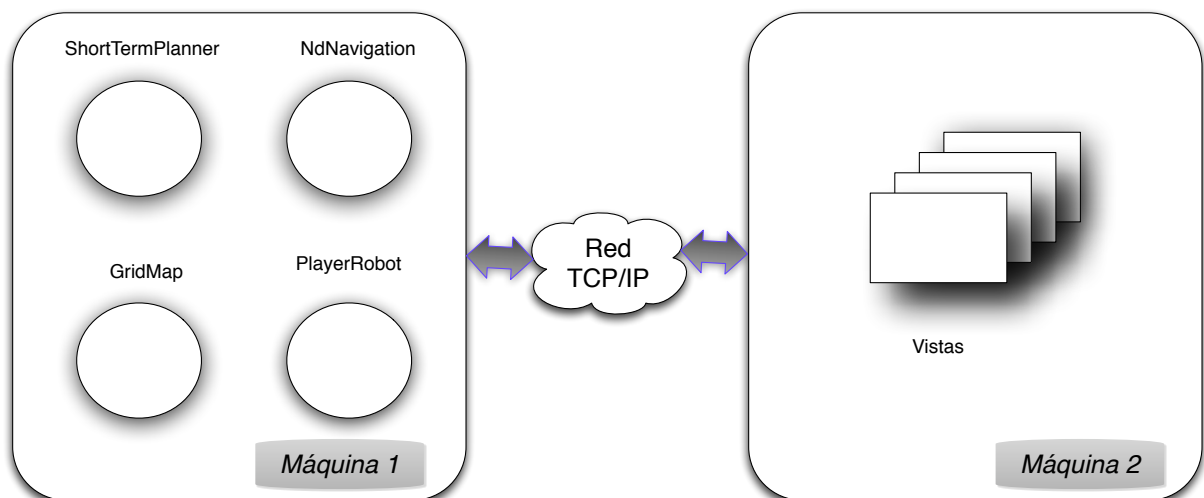 ShortTermPlanner
NdNavigation
GridMap
PlayerRobot
Máquina 1
Red
TCP/IP
Vistas
Máquina 2